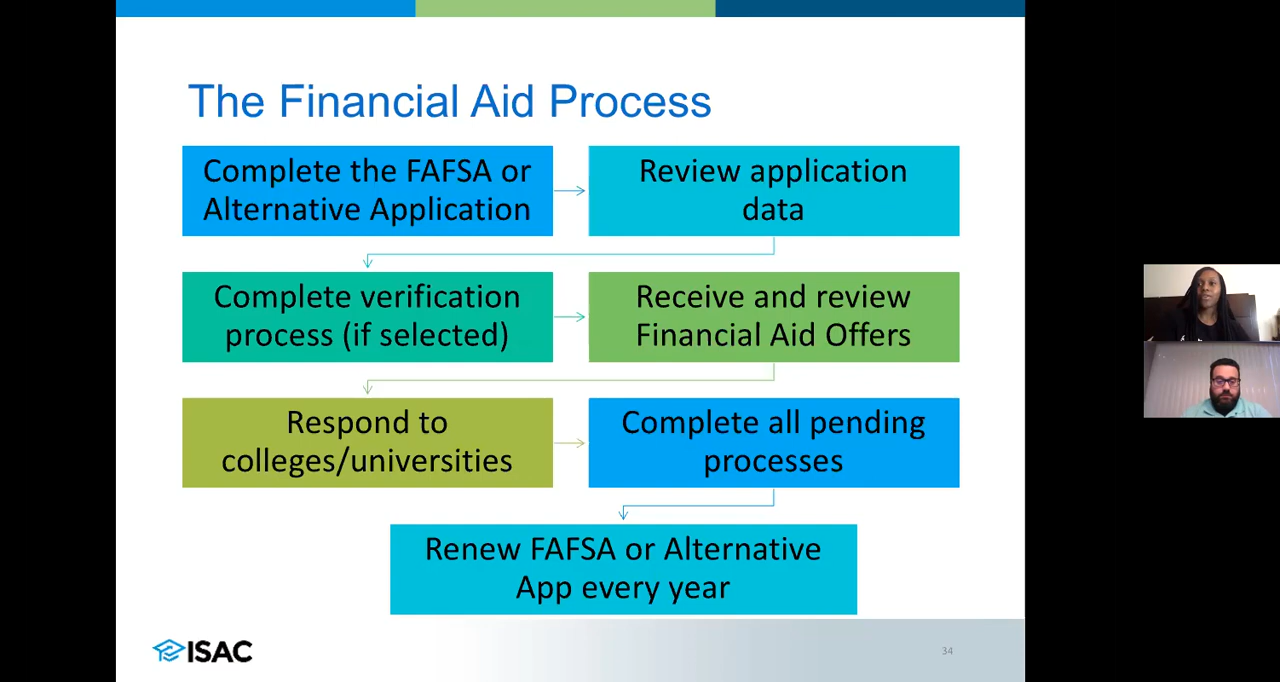 The Financial Aid Process
Complete the FAFSA or
Alternative Application
Review application
data
Complete verification
process (if selected)
Receive and review
Financial Aid Offers
Respond to
colleges/universities
Complete all pending
processes
Renew FAFSA or Alternative
App every year
ISAC
34